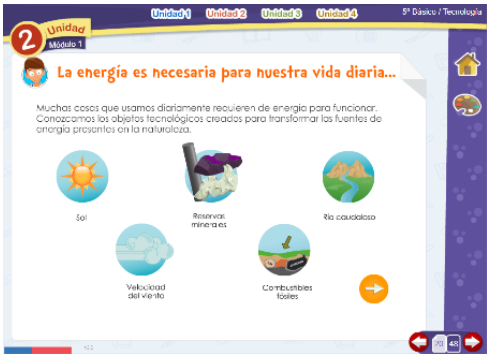 Unidad 1 Unidad 2 Unidad 3 Unidad 4
5º Básico / Tecnología
2 Unidad
Módulo 1
La energía es necesaria para nuestra vida diaria...
Muchas cosas que usamos diariamente requieren de energía para funcionar.
Conozcamos los objetos tecnológicos creados para transformar las fuentes de
energía presentes en la naturaleza.
Sol
Reservas
minerales
Río caudaloso
Velocidad
del viento
Combustibles
fósiles
20 48